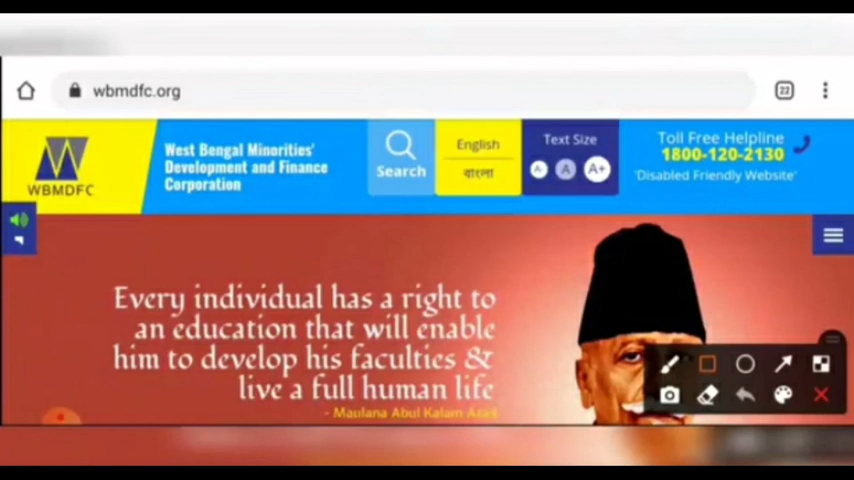 wbmdfc.org
22
WBMDFC
West Bengal Minorities'
Development and Finance
Corporation
Search
English
বাংলা
Text Size
A-
A
A+
Toll Free Helpline
1800-120-2130
'Disabled Friendly Website'
Every individual has a right to
an education that will enable
him to develop his faculties &
live a full human life
- Maulana Abul Kalam Azad